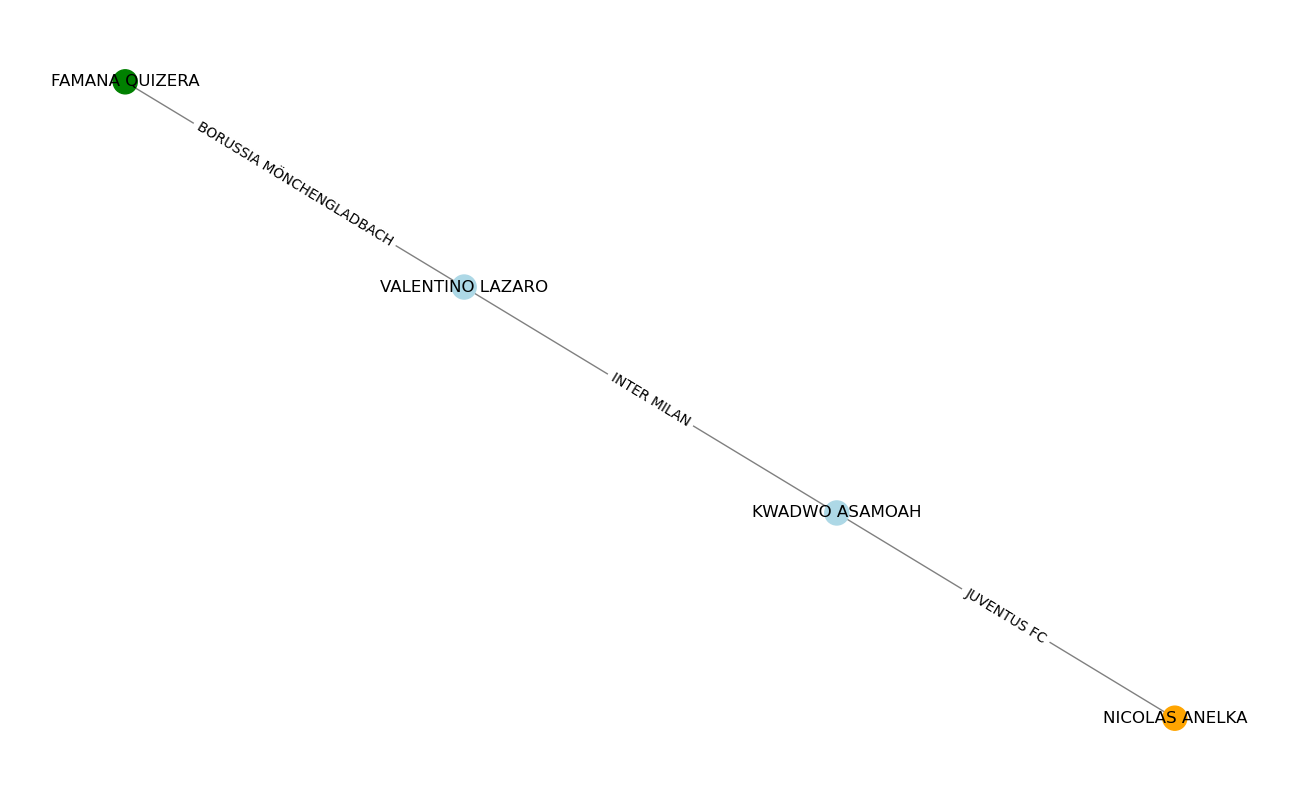 FAMANA QUIZERA
BORUSSIA MÖNCHENGLADBACH
VALENTINO LAZARO
INTER MILAN
KWADWO ASAMOAH
JUVENTUS FC
NICOLAS ANELKA